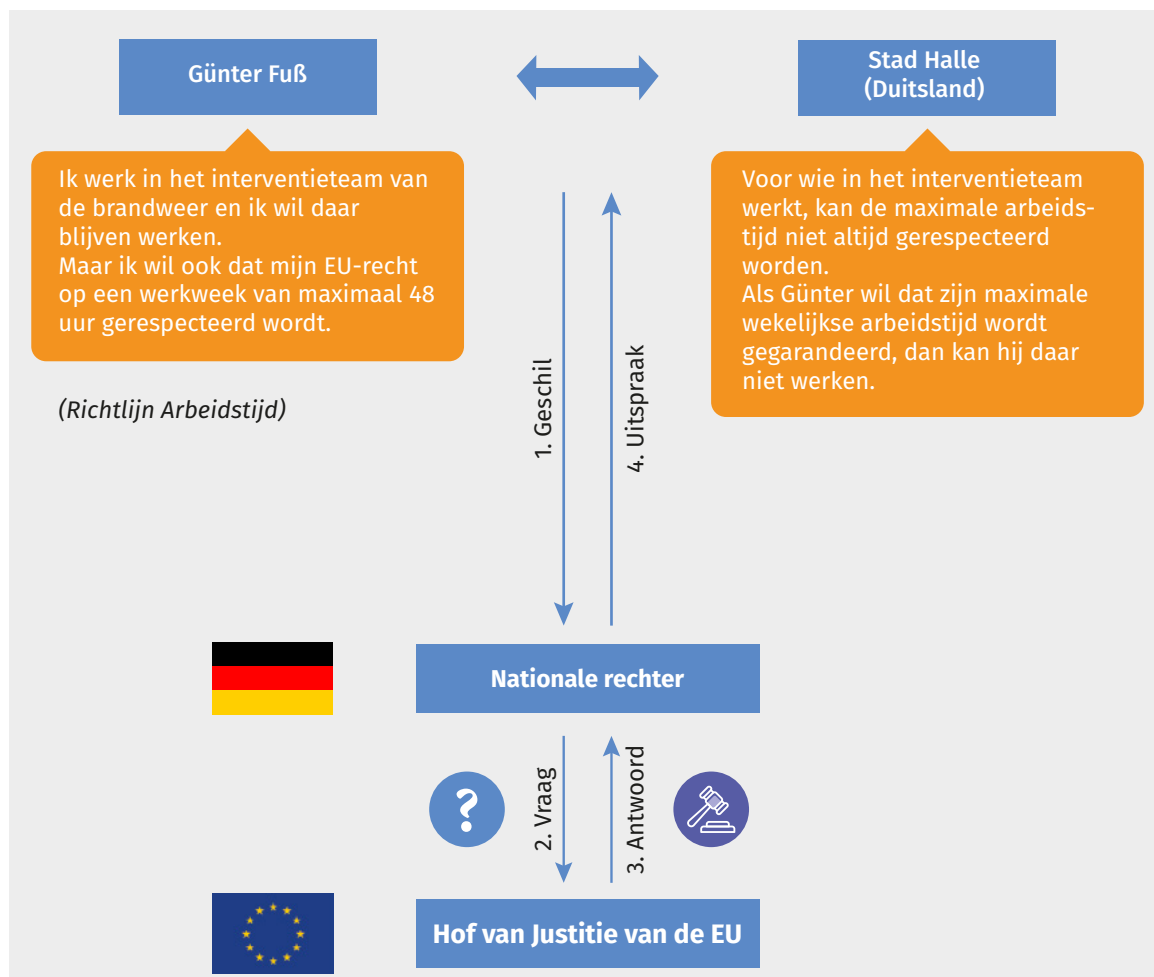 Günter Fuß
Stad Halle
(Duitsland)
Ik werk in het interventieteam van
de brandweer en ik wil daar
blijven werken.
Maar ik wil ook dat mijn EU-recht
op een werkweek van maximaal 48
uur gerespecteerd wordt.
Voor wie in het interventieteam
werkt, kan de maximale arbeids-
tijd niet altijd gerespecteerd
worden.
Als Günter wil dat zijn maximale
wekelijkse arbeidstijd wordt
gegarandeerd, dan kan hij daar
niet werken.
(Richtlijn Arbeidstijd)
1. Geschil
4. Uitspraak
Nationale rechter
?
2. Vraag
3. Antwoord
Hof van Justitie van de EU